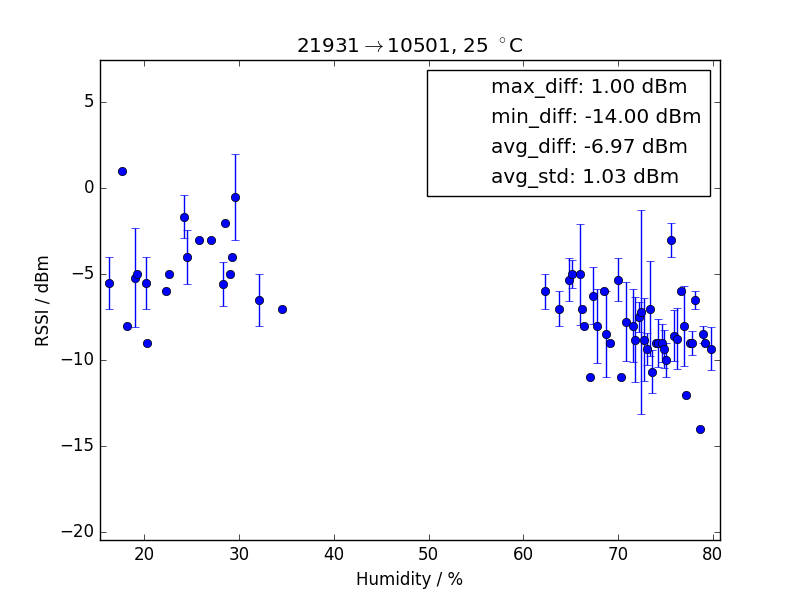 21931→10501, 25 °C
max_diff: 1.00 dBm
min_diff: -14.00 dBm
avg_diff: -6.97 dBm
avg_std: 1.03 dBm
RSSI / dBm
5
0
−5
−10
−15
−20
20 30 40 50 60 70 80
Humidity / %